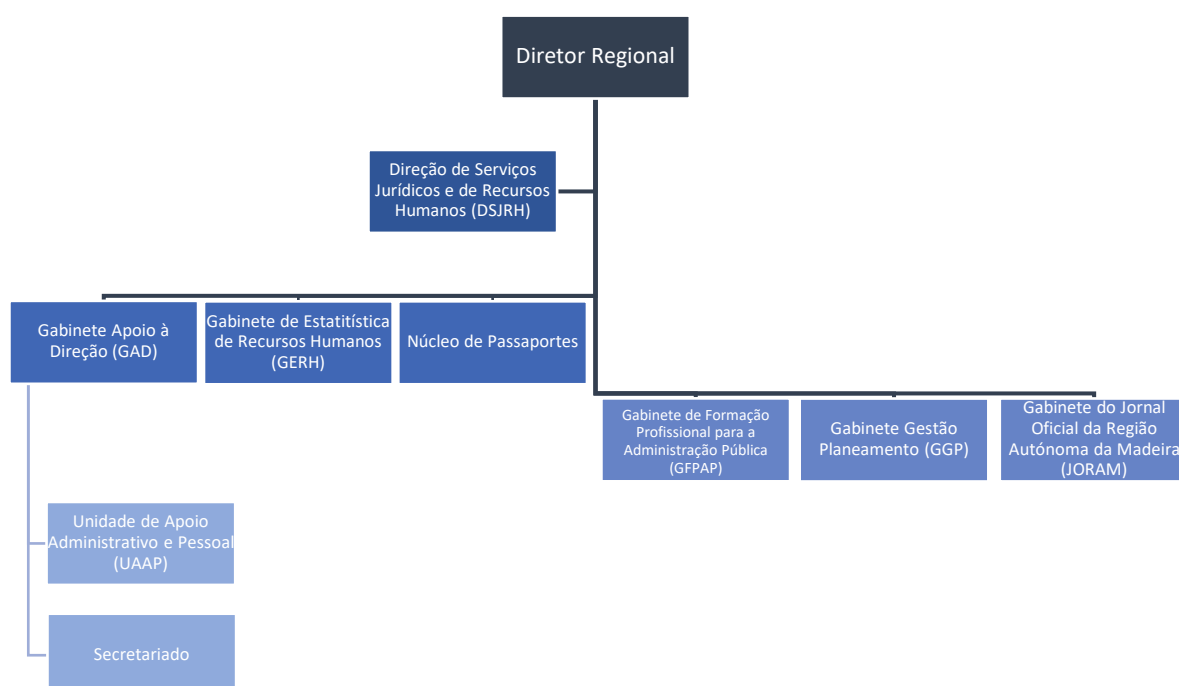 Diretor Regional
Direção de Serviços
Jurídicos e de Recursos
Humanos (DSJRH)
Gabinete Apoio à
Direção (GAD)
Gabinete de Estatitística
de Recursos Humanos
(GERH)
Núcleo de Passaportes
Gabinete de Formação
Profissional para a
Administração Pública
(GFPAP)
Gabinete Gestão
Planeamento (GGP)
Gabinete do Jornal
Oficial da Região
Autónoma da Madeira
(JORAM)
Unidade de Apoio
Administrativo e Pessoal
(UAAP)
Secretariado